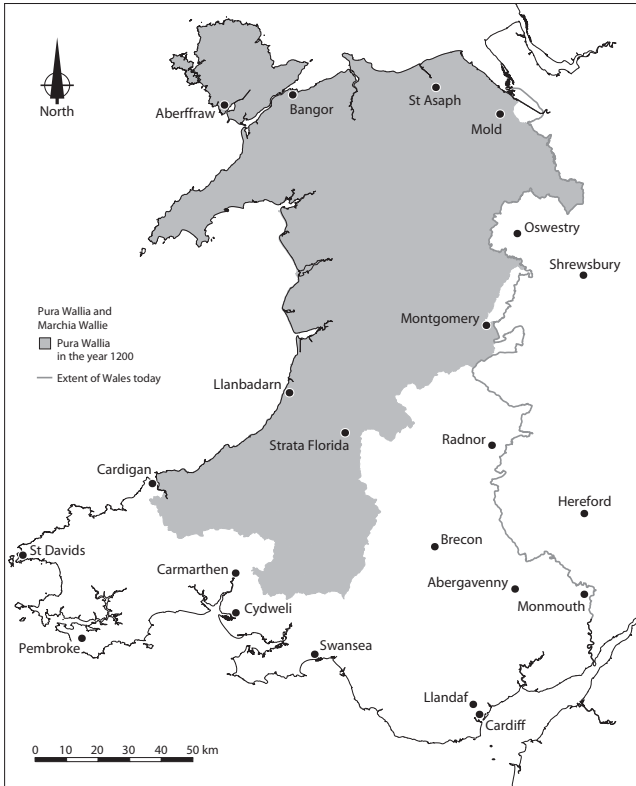 North
Aberffraw
Bangor
St Asaph
Mold
Oswestry
Shrewsbury
Pura Wallia and
Marchia Wallie
Pura Wallia
in the year 1200
Extent of Wales today
Montgomery
Llanbadarn
Strata Florida
Radnor
Cardigan
Hereford
St Davids
Brecon
Carmarthen
Abergavenny
Monmouth
Cydweli
Pembroke
Swansea
Llandaf
Cardiff
0 10 20 30 40 50 km